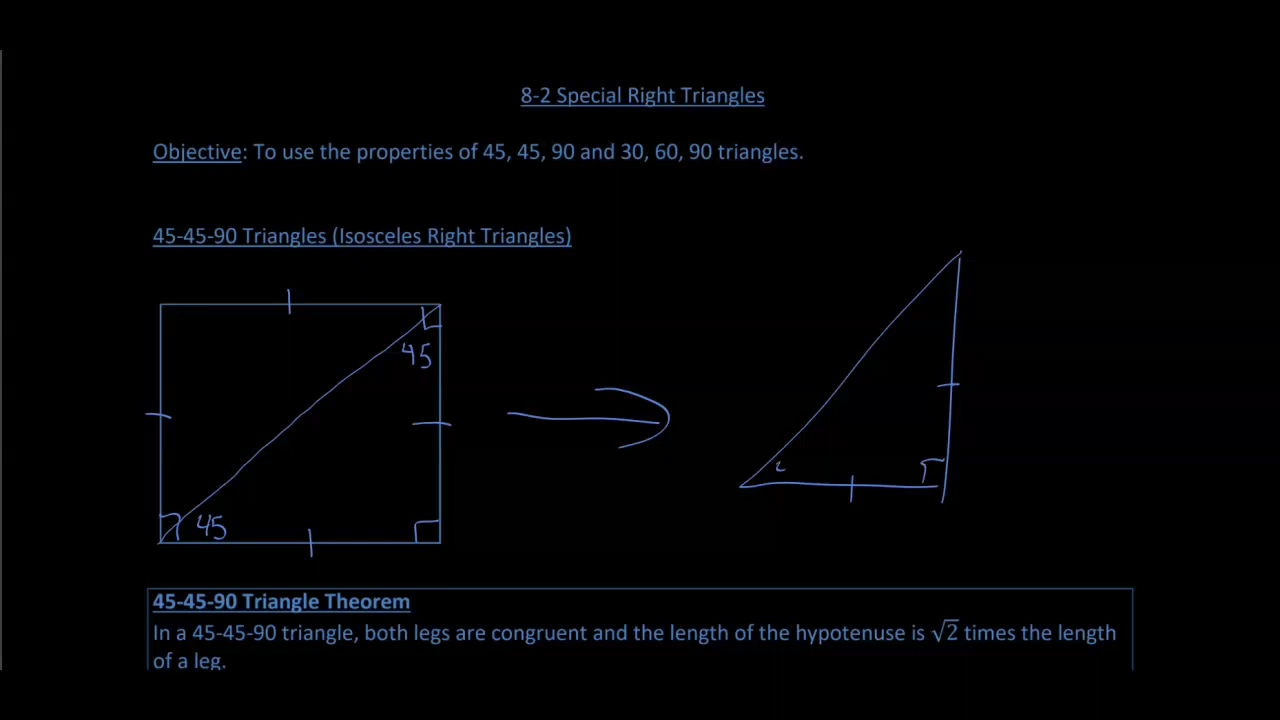 8-2 Special Right Triangles
Objective: To use the properties of 45, 45, 90 and 30, 60, 90 triangles.
45-45-90 Triangles (Isosceles Right Triangles)
45
45
45-45-90 Triangle Theorem
In a 45-45-90 triangle, both legs are congruent and the length of the hypotenuse is √2 times the length
of a leg.